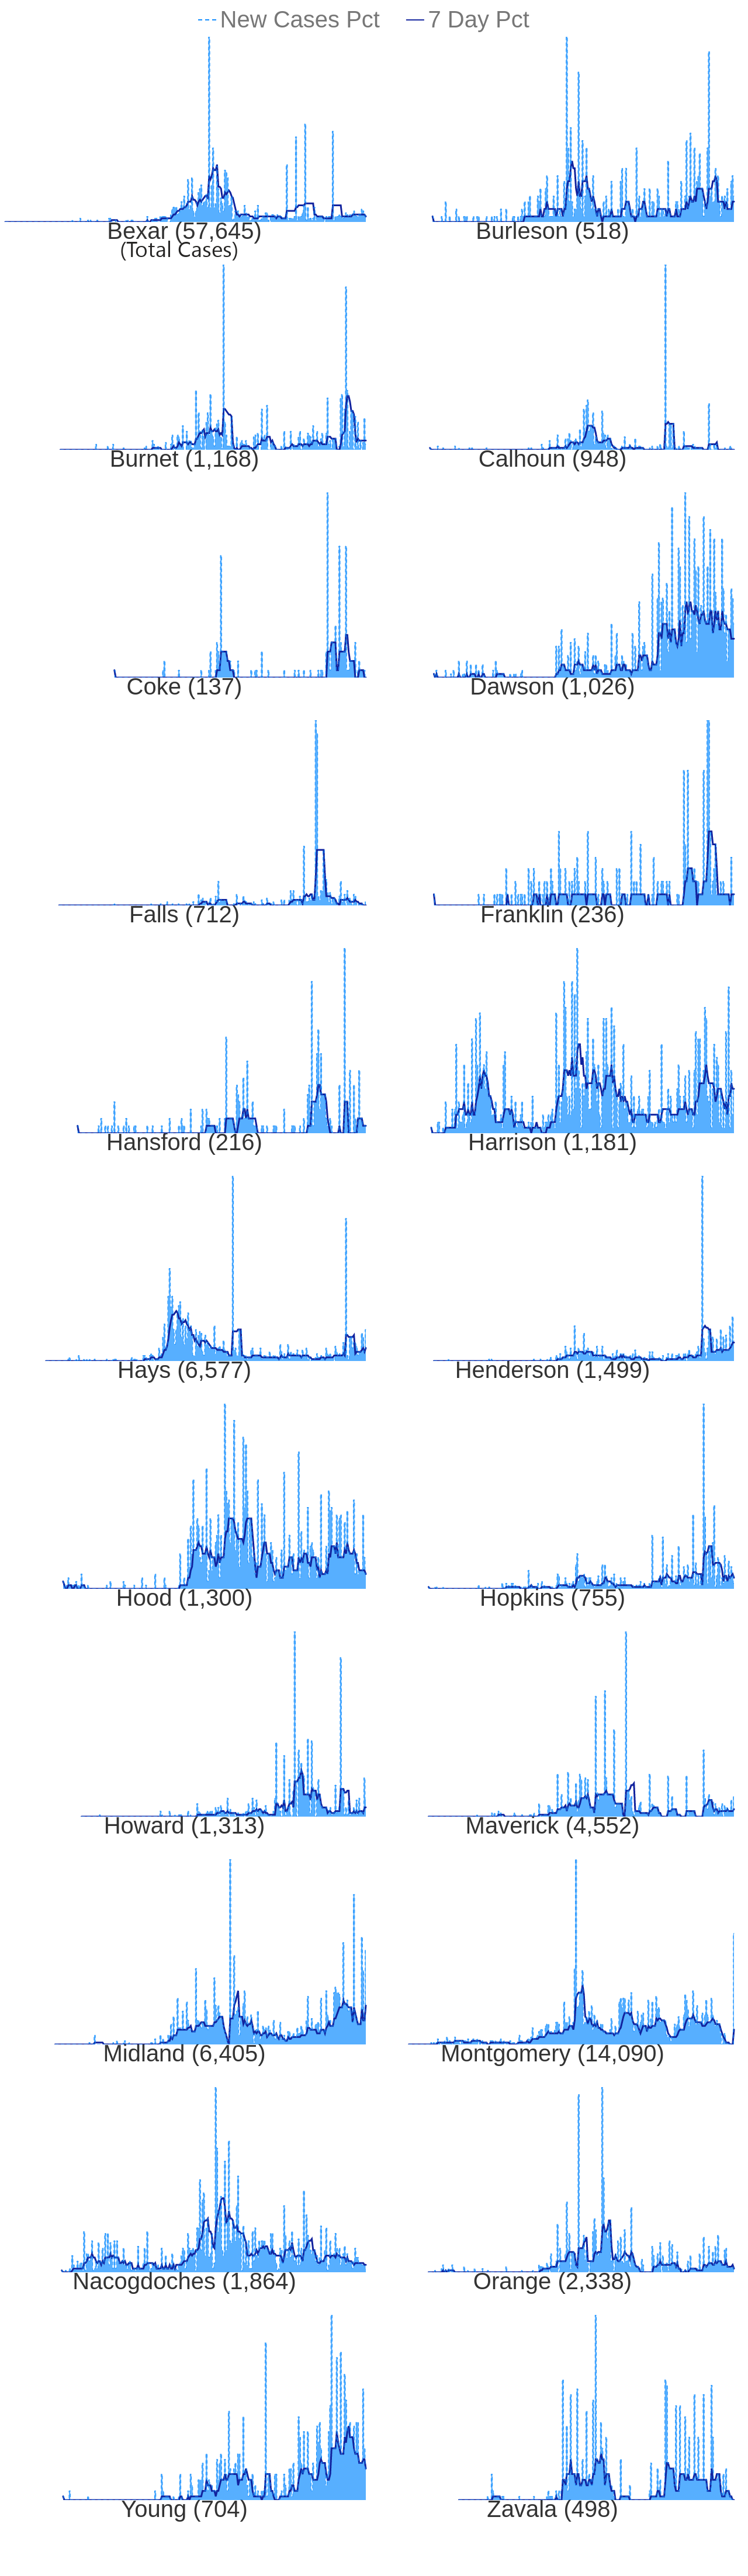 New Cases Pct 7 Day Pct
Bexar (57,645) Burleson (518)
(Total Cases)
Burnet (1,168) Calhoun (948)
Coke (137) Dawson (1,026)
Falls (712) Franklin (236)
Hansford (216) Harrison (1,181)
Hays (6,577) Henderson (1,499)
Hood (1,300) Hopkins (755)
Howard (1,313) Maverick (4,552)
Midland (6,405) Montgomery (14,090)
Nacogdoches (1,864) Orange (2,338)
Young (704) Zavala (498)